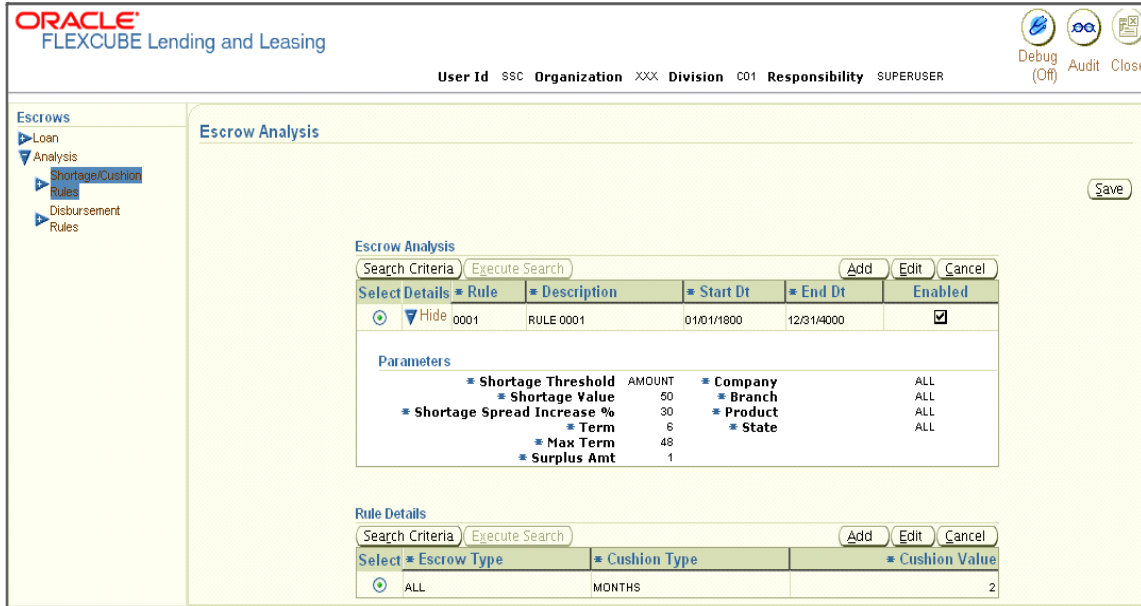 ORACLE®
FLEXCUBE Lending and Leasing
Debug (Off)
Audit
Close
User Id SSC Organization XXX Division C01 Responsibility SUPERUSER
Escrows
Loan
Analysis
Shortage/Cushion
Rules
Disbursement
Rules
Escrow Analysis
Save
Escrow Analysis
Search Criteria Execute Search Add Edit Cancel
Select Details * Rule * Description * Start Dt * End Dt Enabled
Hide 0001 RULE 0001 01/01/1800 12/31/4000
Parameters
* Shortage Threshold AMOUNT * Company ALL
* Shortage Value 50 * Branch ALL
* Shortage Spread Increase % 30 * Product ALL
* Term 6 * State ALL
* Max Term 48
* Surplus Amt 1
Rule Details
Search Criteria Execute Search Add Edit Cancel
Select * Escrow Type * Cushion Type * Cushion Value
ALL MONTHS 2